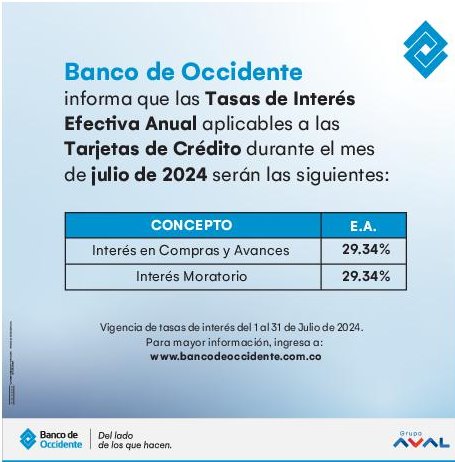 Banco de Occidente
informa que las Tasas de Interés
Efectiva Anual aplicables a las
Tarjetas de Crédito durante el mes
de julio de 2024 serán las siguientes:
CONCEPTO E.A.
Interés en Compras y Avances 29.34%
Interés Moratorio 29.34%
Vigencia de tasas de interés del 1 al 31 de Julio de 2024.
Para mayor información, ingresa a:
www.bancodeoccidente.com.co
Banco de
Occidente
Del lado
de los que hacen.
Grupo
AVAL